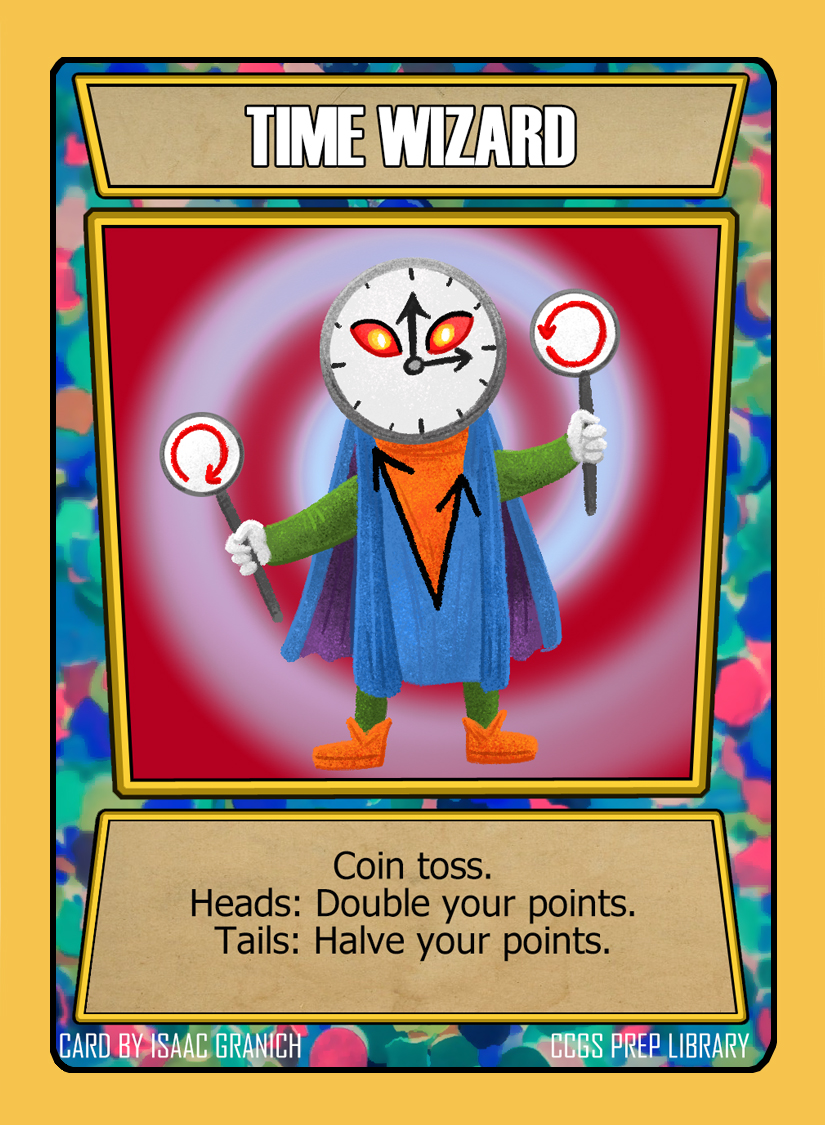 TIME WIZARD
Coin toss.
Heads: Double your points.
Tails: Halve your points.
CARD BY ISAAC GRANICH
CCGS PREP LIBRARY